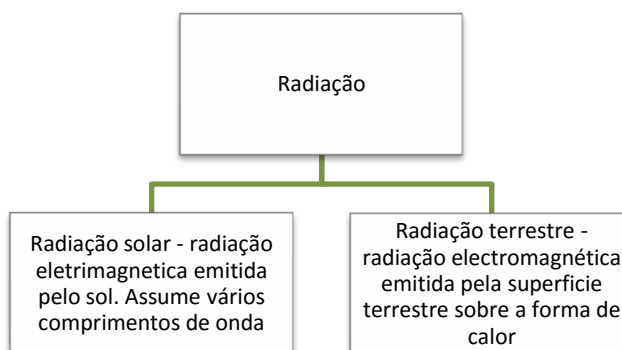 Radiação
Radiação solar - radiação
eletrimagnetica emitida
pelo sol. Assume vários
comprimentos de onda
Radiação terrestre -
radiação electromagnética
emitida pela superficie
terrestre sobre a forma de
calor